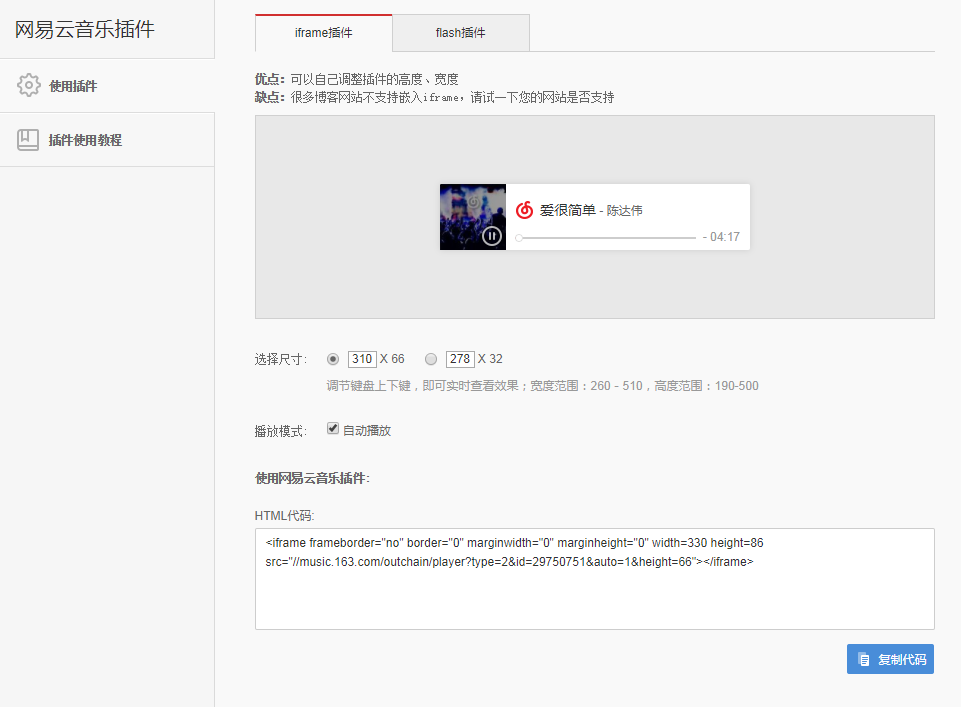 网易云音乐插件
使用插件
插件使用教程
iframe插件 flash插件
优点：可以自己调整插件的高度、宽度
缺点：很多博客网站不支持嵌入iframe，请试一下您的网站是否支持
爱很简单 - 陈达伟
- 04:17
选择尺寸： 310 X 66 278 X 32
调节键盘上下键，即可实时查看效果；宽度范围：260 - 510，高度范围：190-500
播放模式： 自动播放
使用网易云音乐插件:
HTML代码:
<iframe frameborder="no" border="0" marginwidth="0" marginheight="0" width=330 height=86
src="//music.163.com/outchain/player?type=2&id=29750751&auto=1&height=66"></iframe>
复制代码